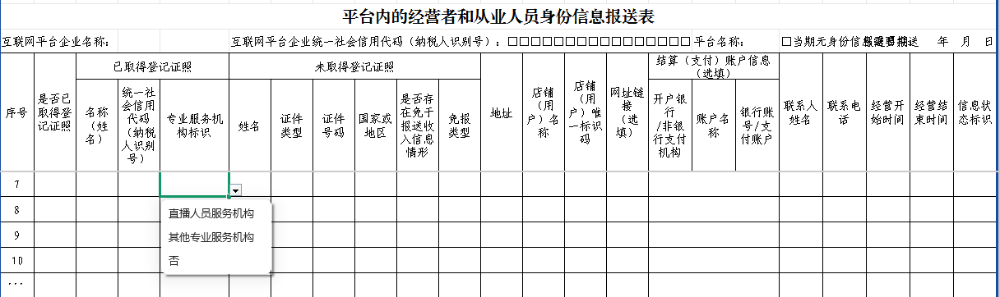 平台内的经营者和从业人员身份信息报送表
互联网平台企业名称： 互联网平台企业统一社会信用代码（纳税人识别号）：□□□□□□□□□□□□□□□□□□ 平台名称： □当期无身份信息需要报送 年 月 日
序号
是否已取得登记证照
已取得登记证照
名称（姓名）
统一社会信用代码（纳税人识别号）
专业服务机构标识
未取得登记证照
姓名
证件类型
证件号码
国家或地区
是否存在免于报送收入信息情形
免报类型
地址
店铺（用户）名称
店铺（用户）唯一标识码
网址链接（选填）
结算（支付）账户信息（选填）
开户银行/非银行支付机构
账户名称
银行账号/支付账户
联系人姓名
联系电话
经营开始时间
经营结束时间
信息状态标识
7
8
9
10
...
直播人员服务机构
其他专业服务机构
否